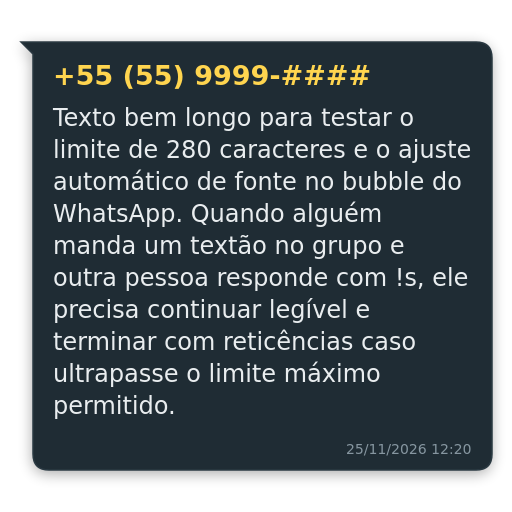 +55 (55) 9999-####
Texto bem longo para testar o
limite de 280 caracteres e o ajuste
automático de fonte no bubble do
WhatsApp. Quando alguém
manda um textão no grupo e
outra pessoa responde com !s, ele
precisa continuar legível e
terminar com reticências caso
ultrapasse o limite máximo
permitido.
25/11/2026 12:20